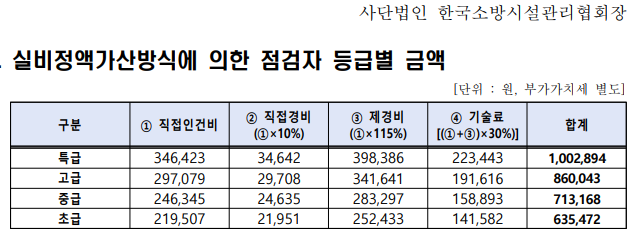 사단법인 한국소방시설관리협회장
. 실비정액가산방식에 의한 점검자 등급별 금액
[단위 : 원, 부가가치세 별도]
구분 ① 직접인건비 ② 직접경비 (①×10%) ③ 제경비 (①×115%) ④ 기술료 [(①+③)×30%)] 합계
특급 346,423 34,642 398,386 223,443 1,002,894
고급 297,079 29,708 341,641 191,616 860,043
중급 246,345 24,635 283,297 158,893 713,168
초급 219,507 21,951 252,433 141,582 635,472